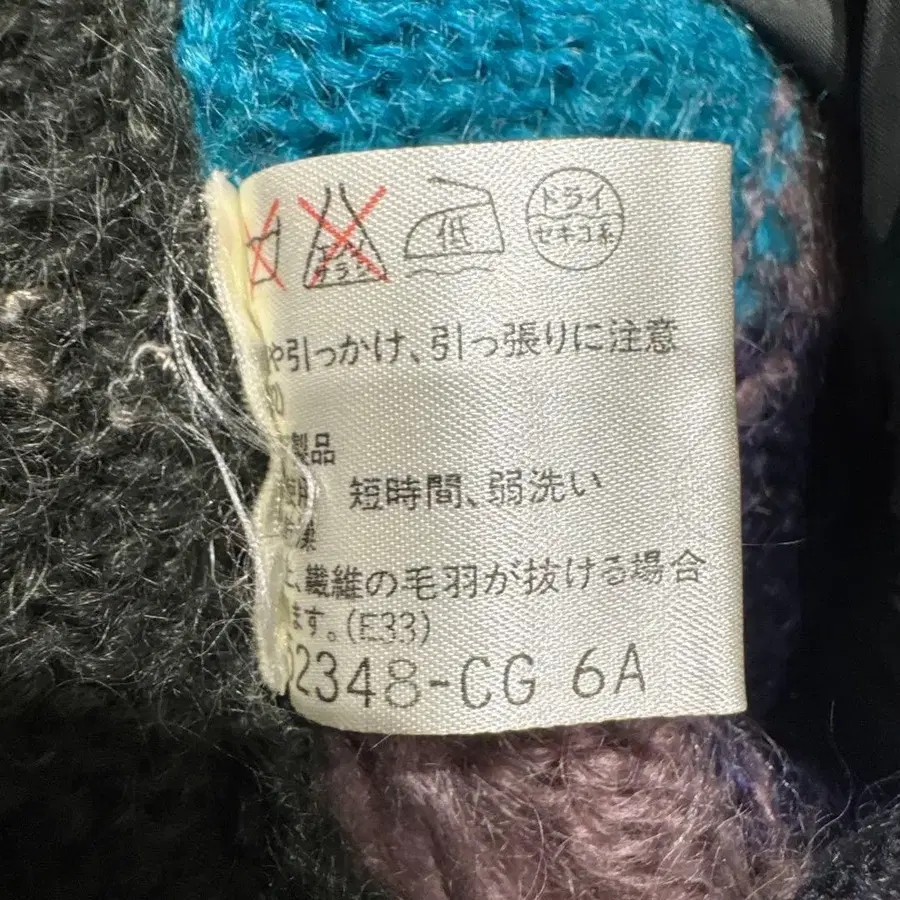 低 ドライ
セキユ系
や引っかけ、引っ張りに注意
製品
短時間、弱洗い
繊維の毛羽が抜ける場合
ます。(E33)
02348-CG 6A